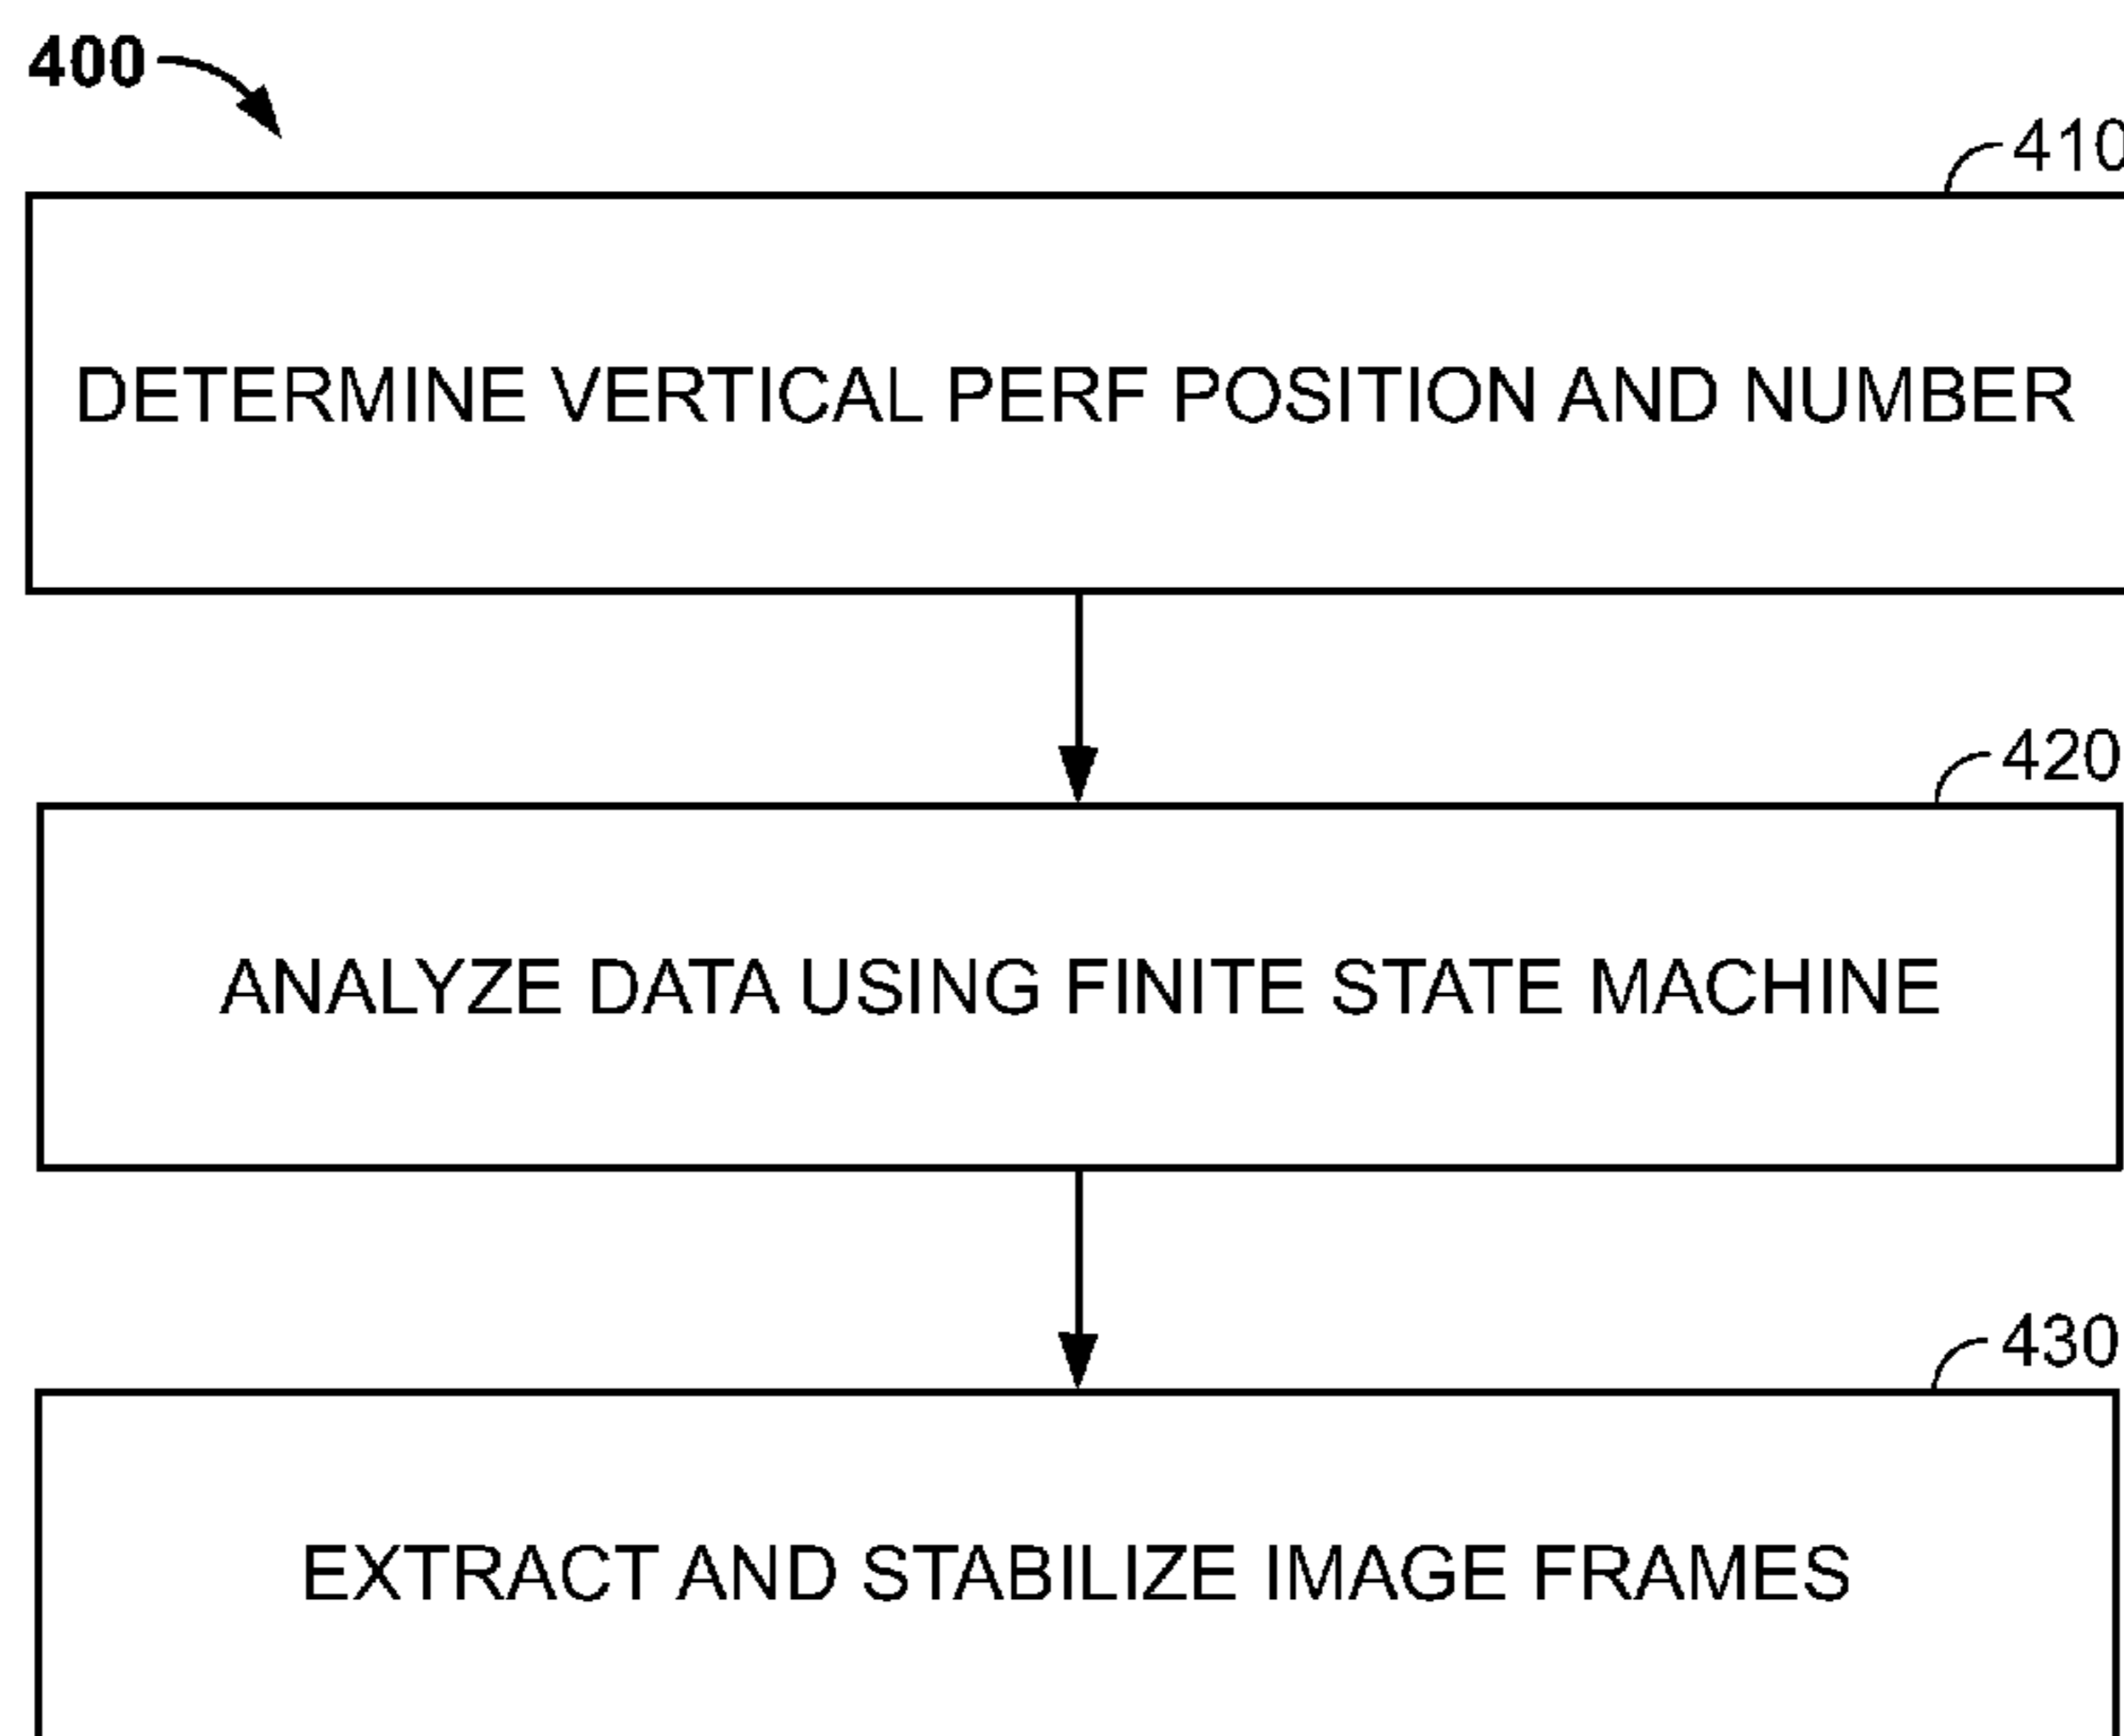 400
410
DETERMINE VERTICAL PERF POSITION AND NUMBER
420
ANALYZE DATA USING FINITE STATE MACHINE
430
EXTRACT AND STABILIZE IMAGE FRAMES